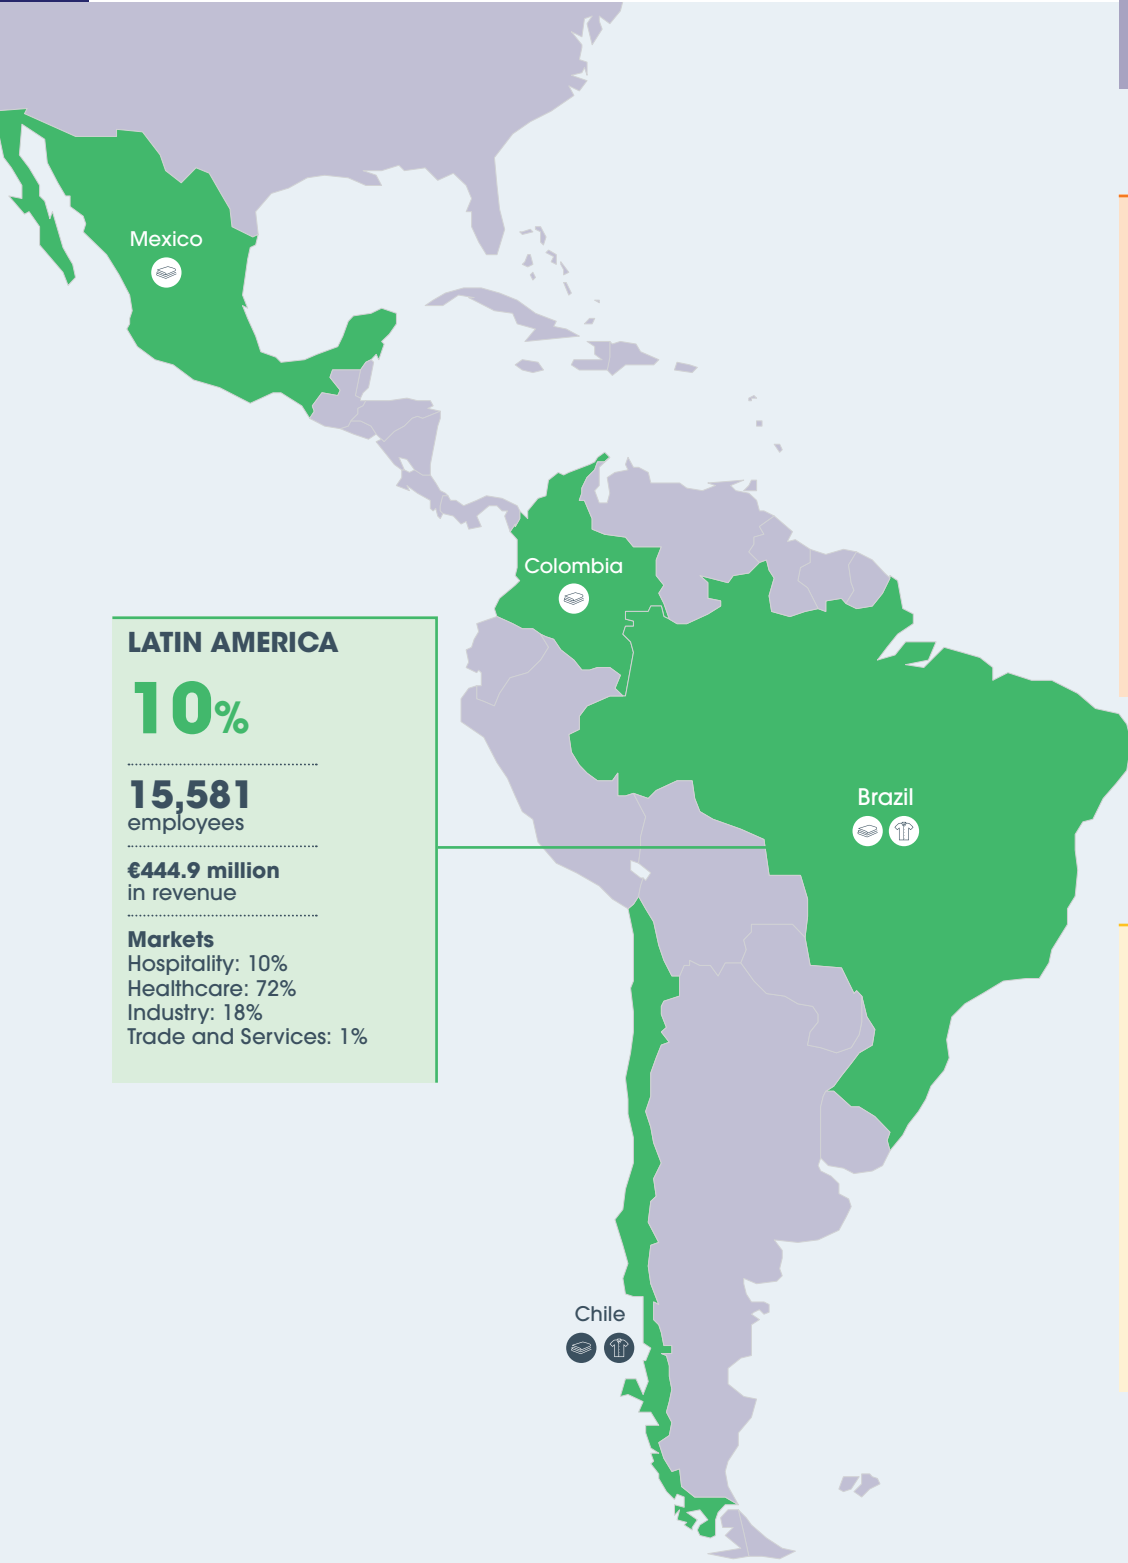 Mexico
Colombia
LATIN AMERICA
10%
15,581
employees
€444.9 million
in revenue
Markets
Hospitality: 10%
Healthcare: 72%
Industry: 18%
Trade and Services: 1%
Brazil
Chile